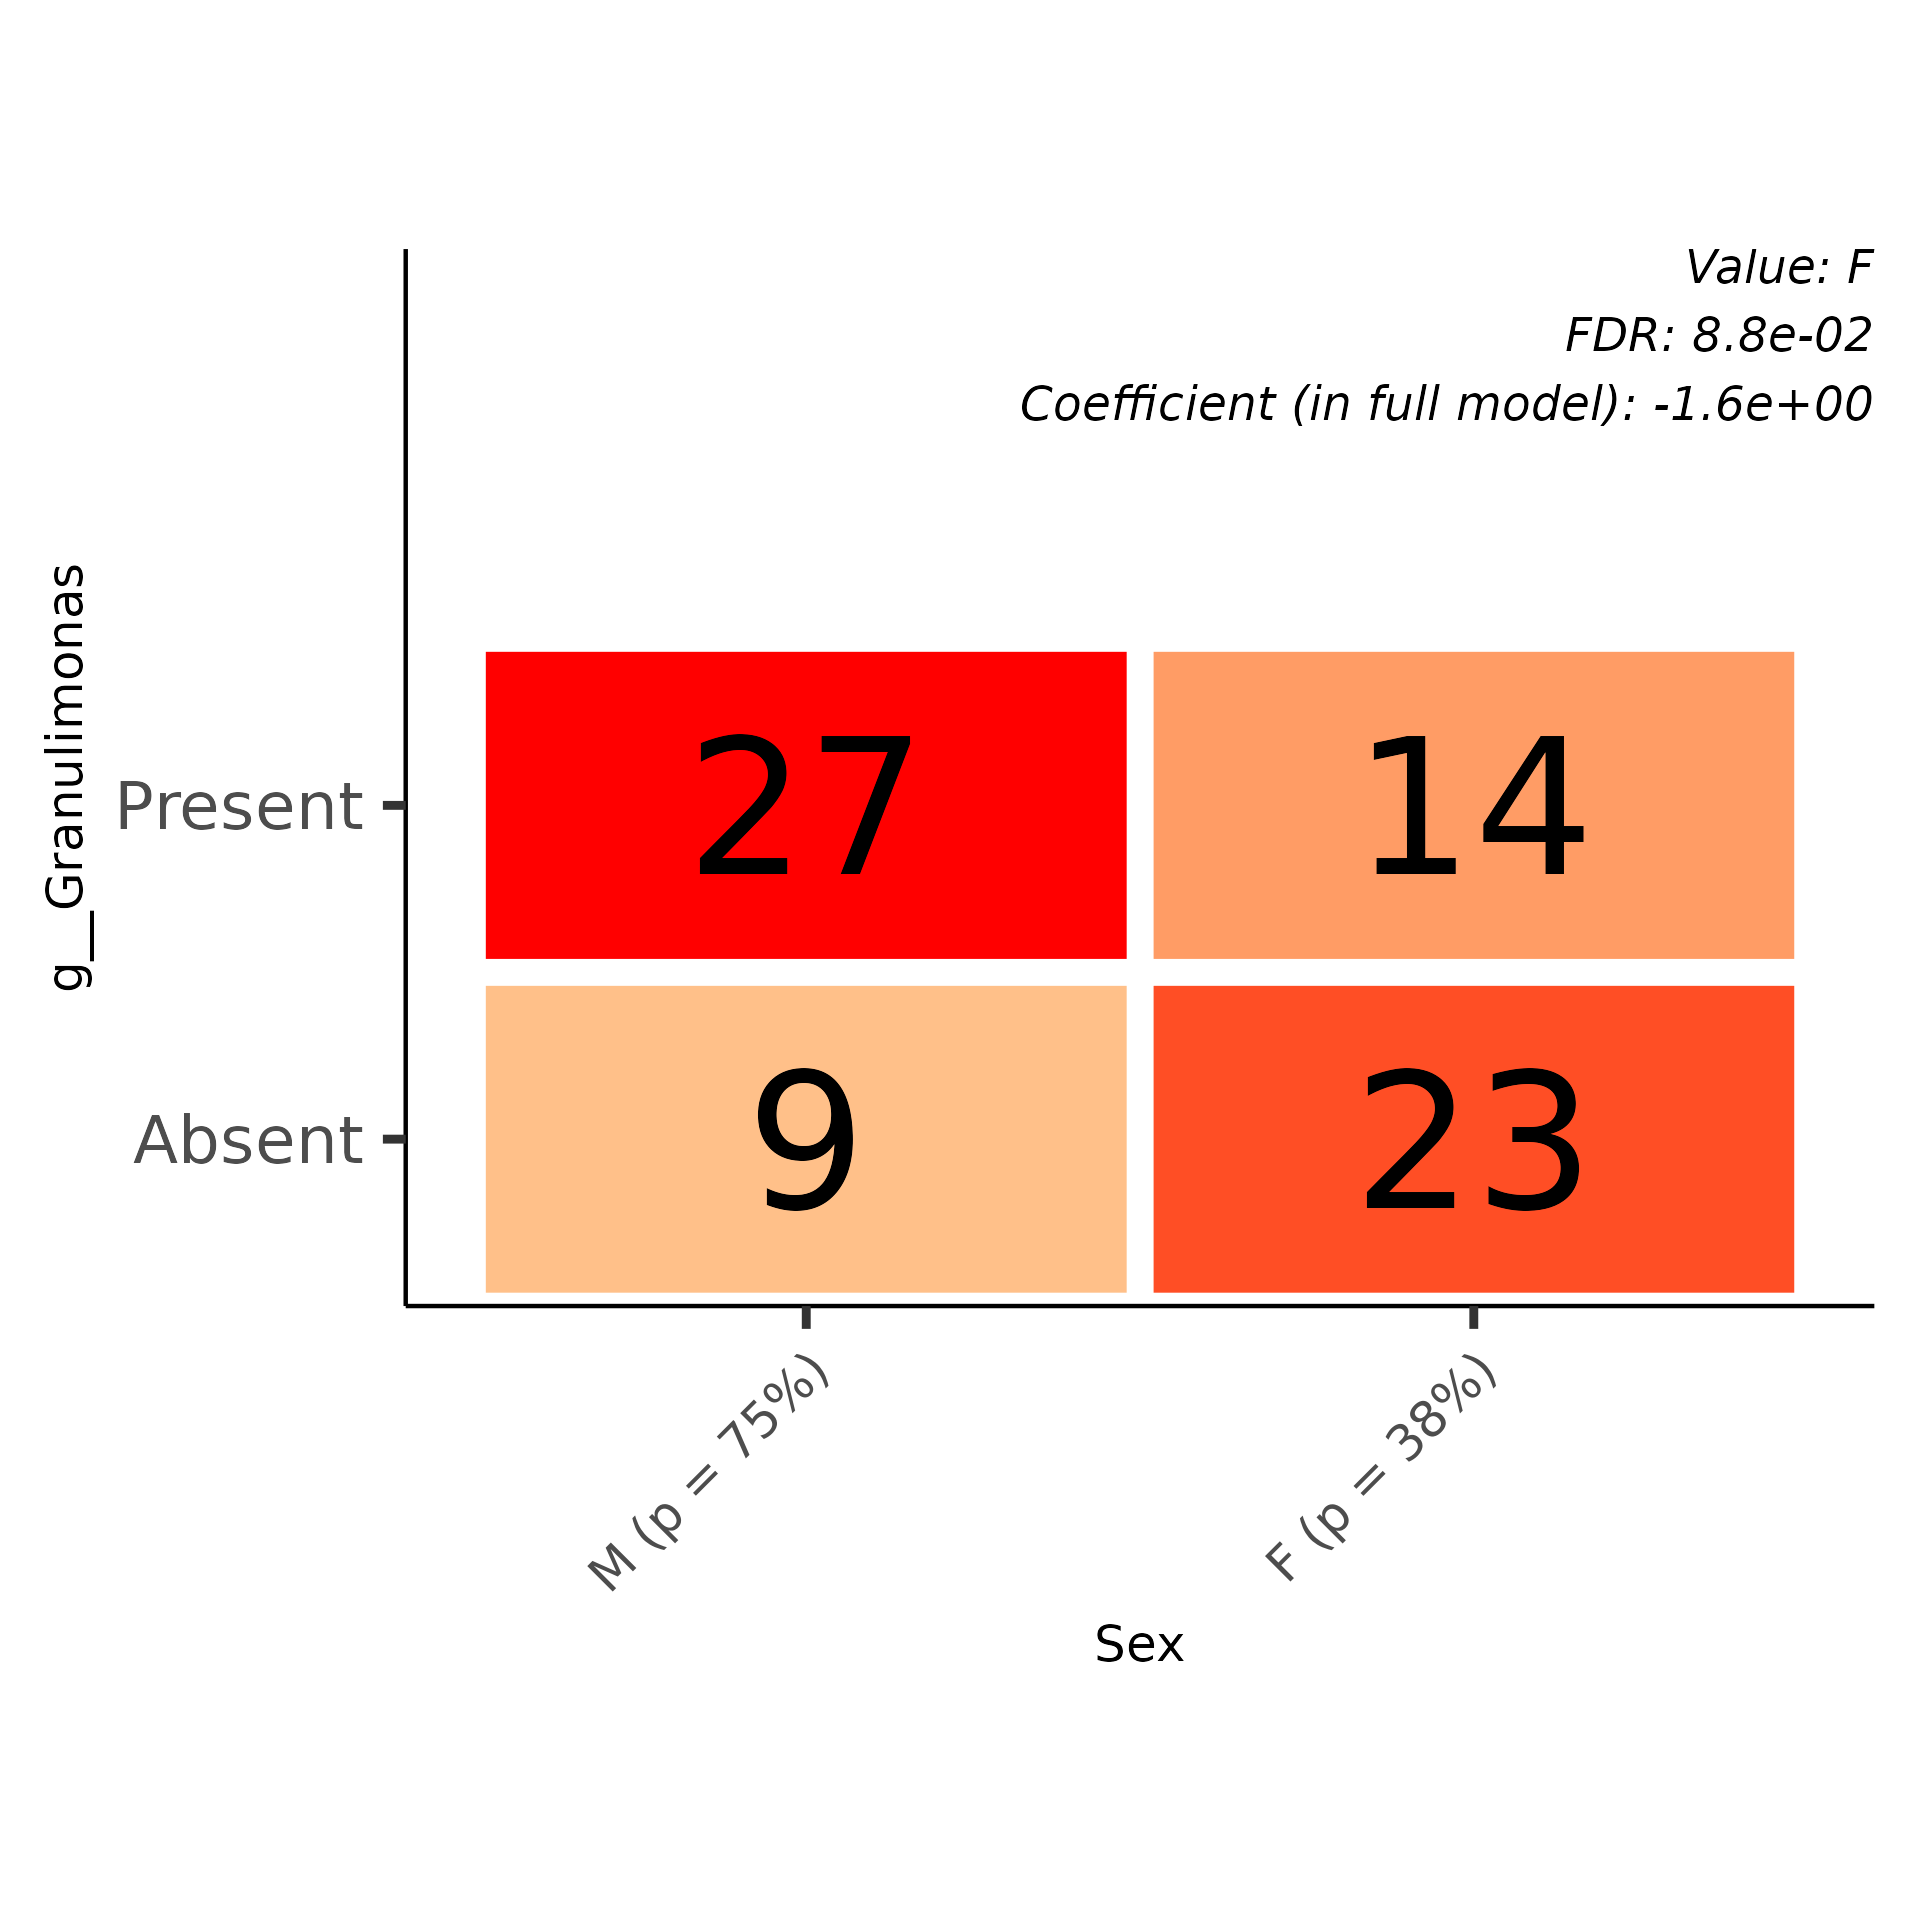 Value: F
FDR: 8.8e-02
Coefficient (in full model): -1.6e+00
g__Granulimonas
Present
27
14
Absent
9
23
M (p = 75%)
F (p = 38%)
Sex